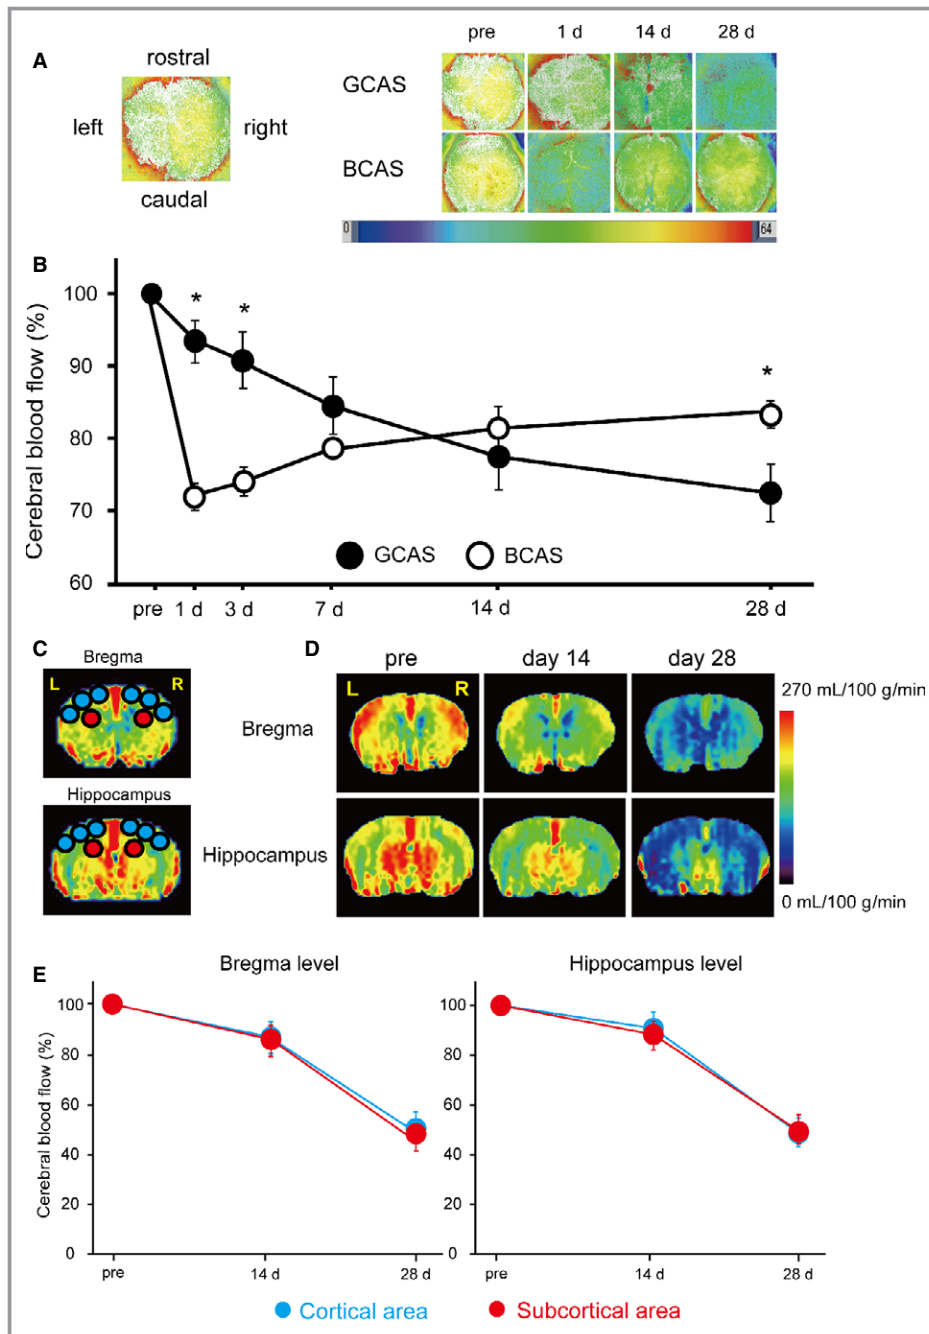 A
rostral
left
right
caudal
pre 1 d 14 d 28 d
GCAS
BCAS
0
64
B
Cerebral blood flow (%)
100
90
80
70
60
*
*
*
GCAS BCAS
pre 1 d 3 d 7 d 14 d 28 d
C
Bregma
L R
Hippocampus
D
pre day 14 day 28
L R
Bregma
Hippocampus
270 mL/100 g/min
0 mL/100 g/min
E
Bregma level
Cerebral blood flow (%)
100
80
60
40
20
0
pre 14 d 28 d
Hippocampus level
100
80
60
40
20
0
pre 14 d 28 d
Cortical area Subcortical area